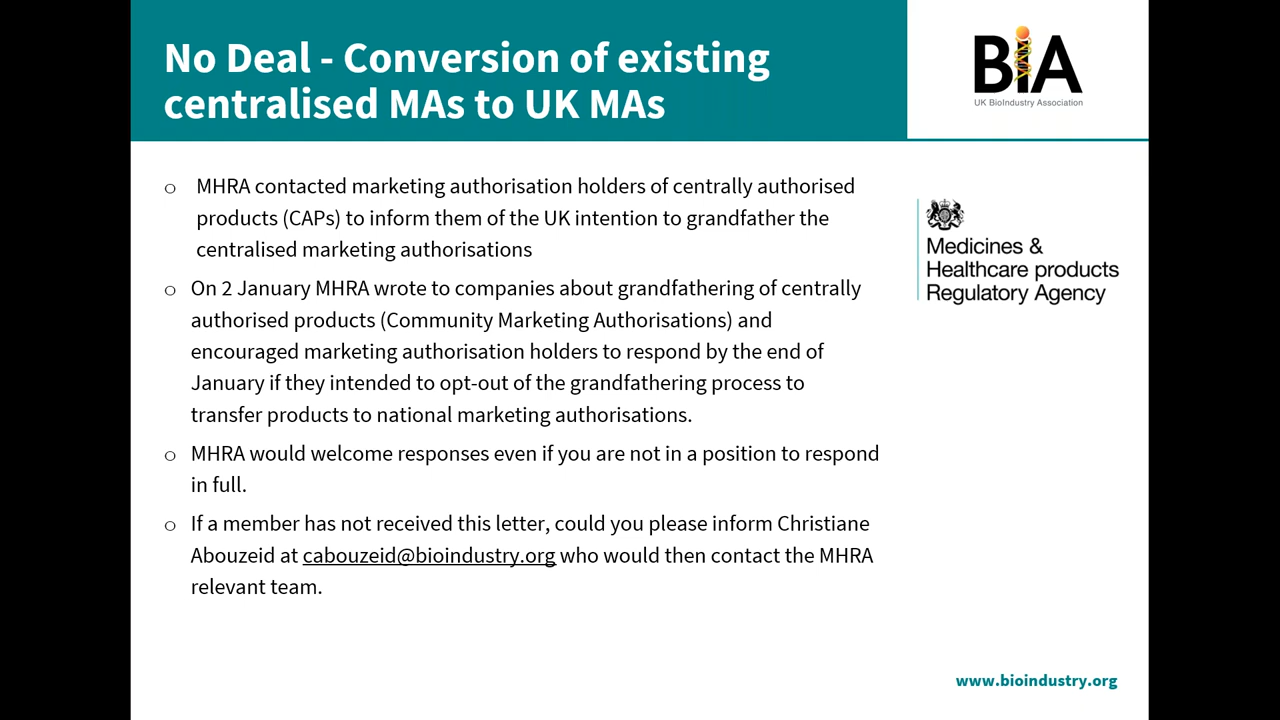 No Deal - Conversion of existing
centralised MAs to UK MAs
BIA
UK BioIndustry Association
o MHRA contacted marketing authorisation holders of centrally authorised
products (CAPs) to inform them of the UK intention to grandfather the
centralised marketing authorisations
o On 2 January MHRA wrote to companies about grandfathering of centrally
authorised products (Community Marketing Authorisations) and
encouraged marketing authorisation holders to respond by the end of
January if they intended to opt-out of the grandfathering process to
transfer products to national marketing authorisations.
o MHRA would welcome responses even if you are not in a position to respond
in full.
o If a member has not received this letter, could you please inform Christiane
Abouzeid at cabouzeid@bioindustry.org who would then contact the MHRA
relevant team.
Medicines &
Healthcare products
Regulatory Agency
www.bioindustry.org